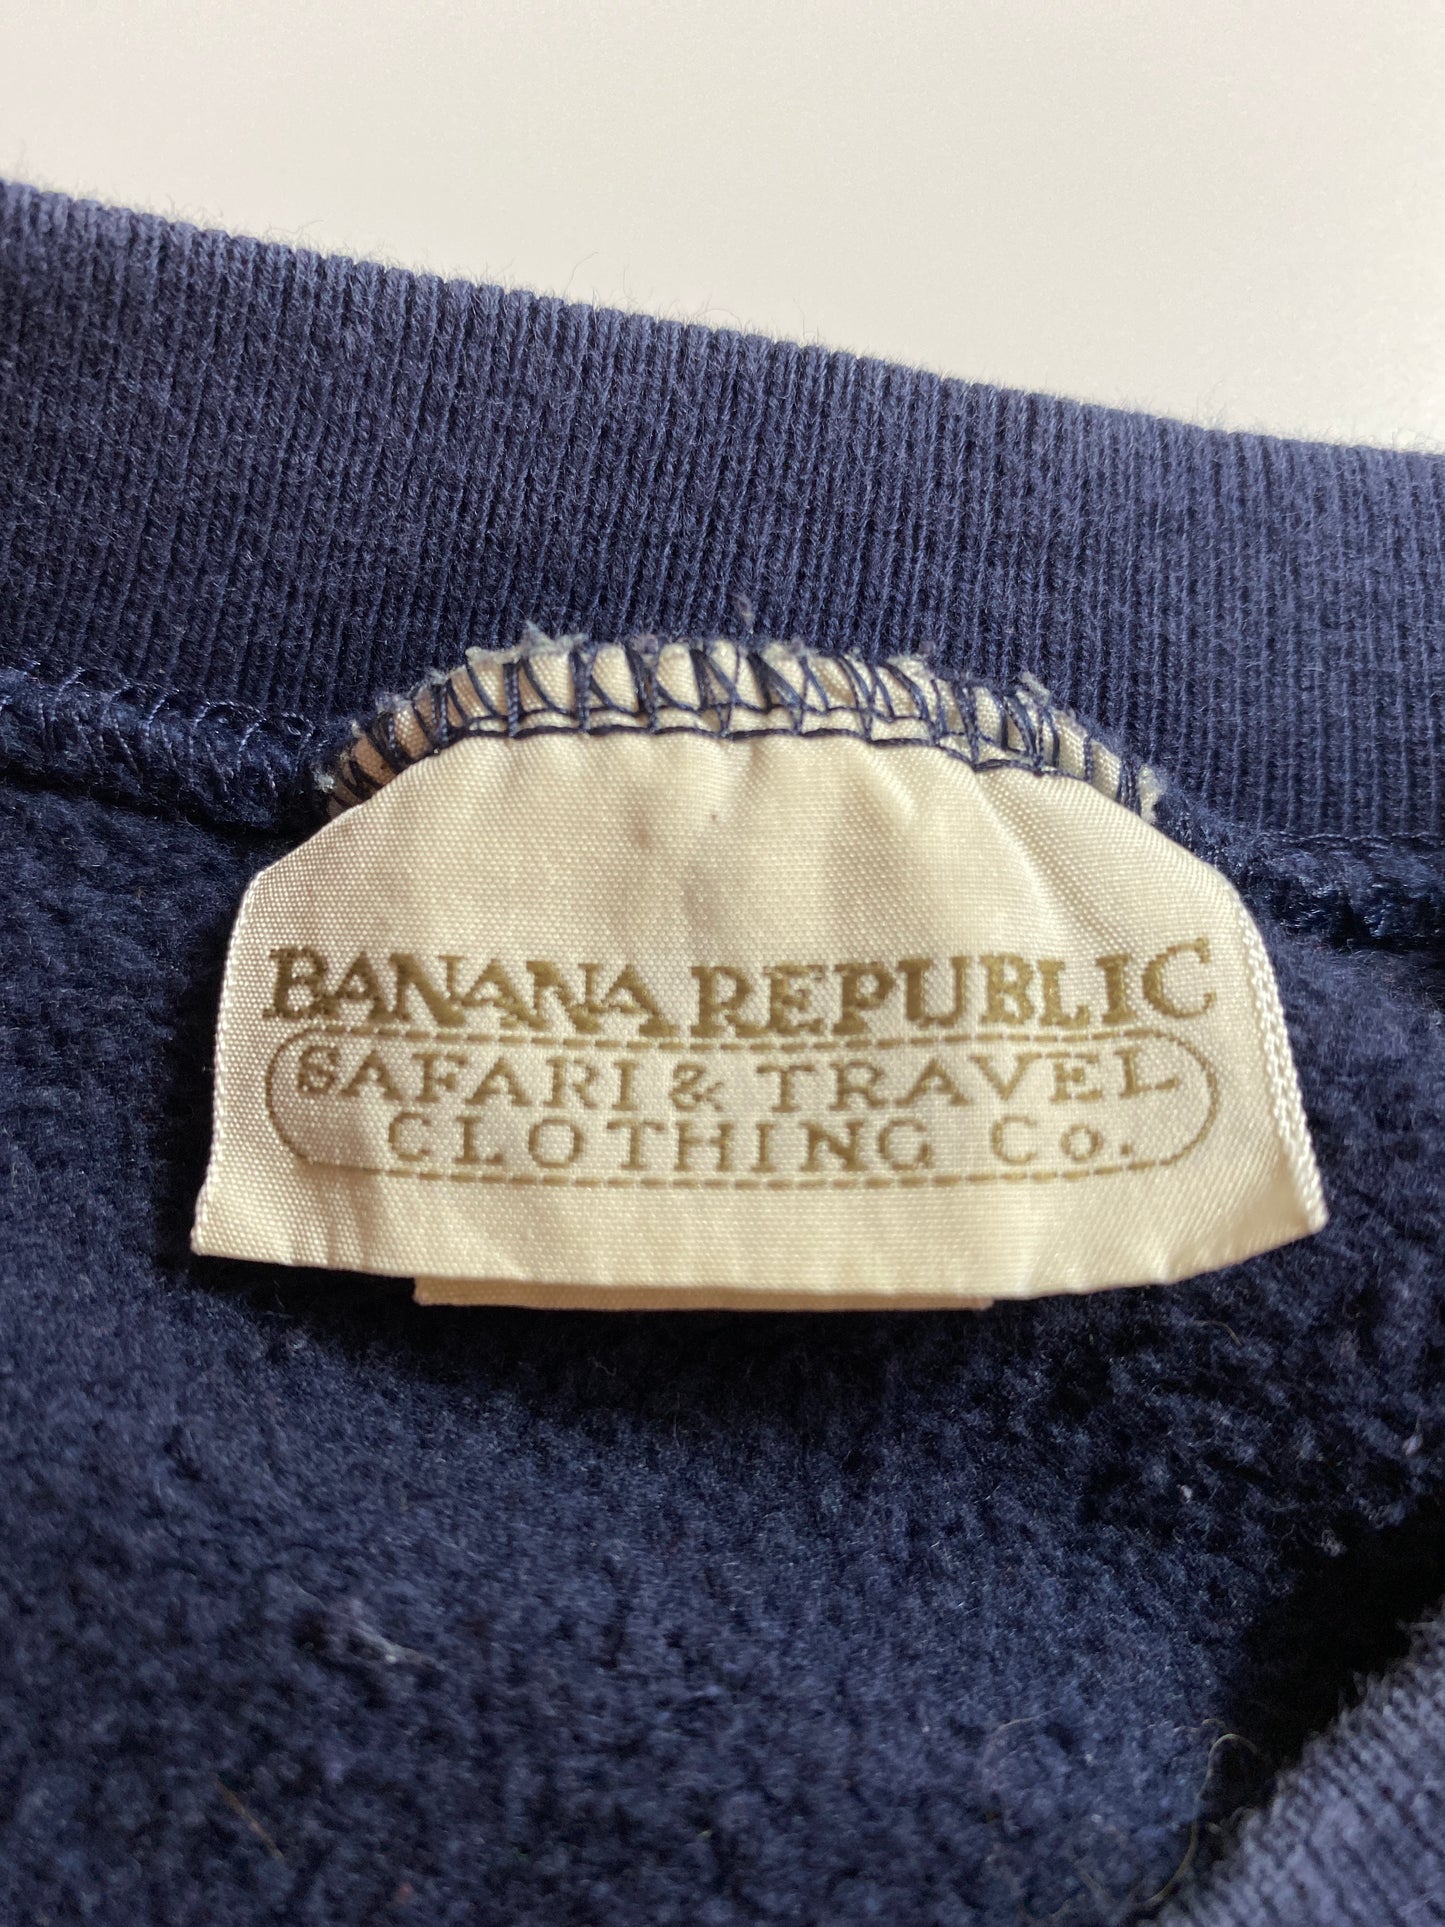 BANANA REPUBLIC
SAFARI & TRAVEL
CLOTHING Co.